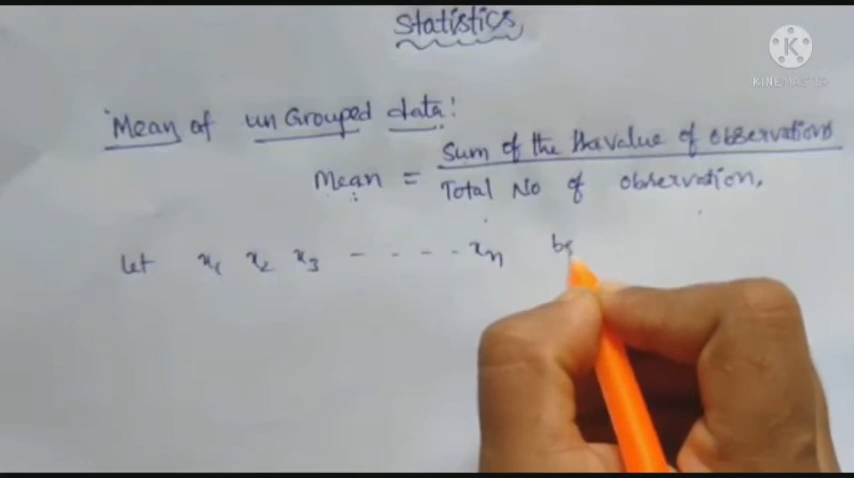 Statistics
KINEMASTER
Mean of un Grouped data:
Sum of the value of observations
Mean =
Total No of observation,
Let x₁ x₂ x₃ - - - - - xₙ be